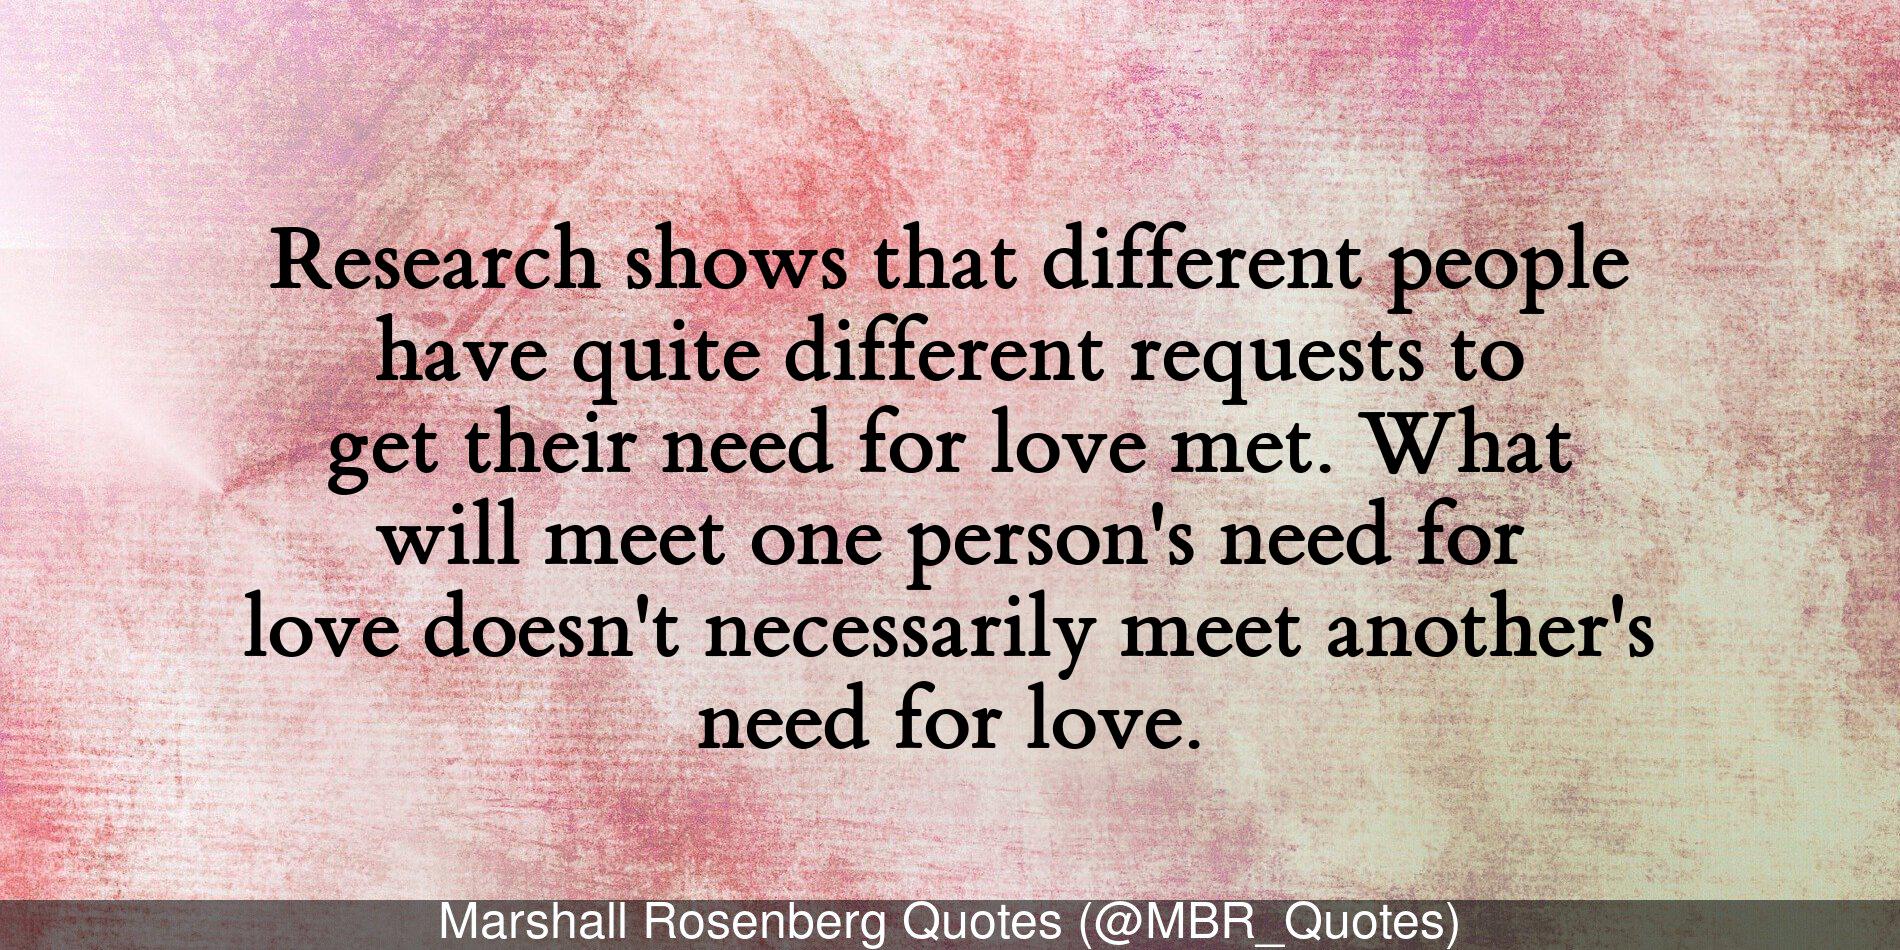 Research shows that different people
have quite different requests to
get their need for love met. What
will meet one person's need for
love doesn't necessarily meet another's
need for love.
Marshall Rosenberg Quotes (@MBR_Quotes)